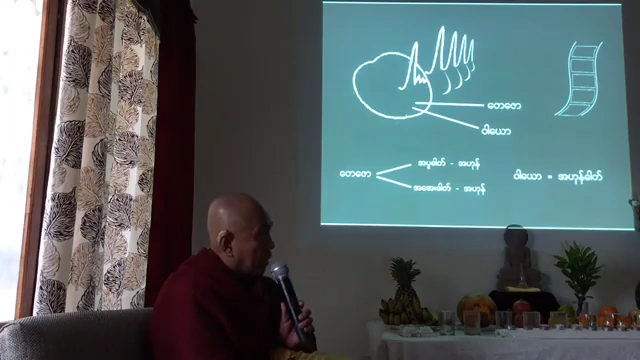 တေဇော
ဝါယော
တေဇော
အပူဓါတ် - အဟုန်
အအေးဓါတ် - အဟုန်
ဝါယော = အဟုန်ဓါတ်